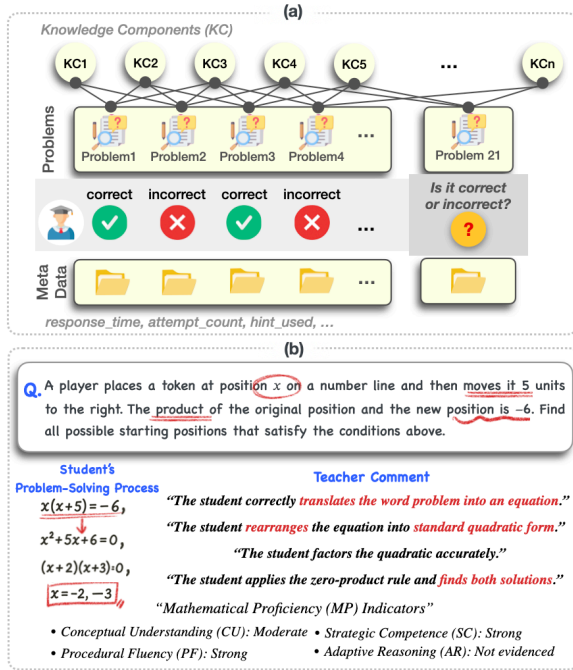 (a)
Knowledge Components (KC)
KC1 KC2 KC3 KC4 KC5 ... KCn
Problems
Problem1 Problem2 Problem3 Problem4 ... Problem 21
correct incorrect correct incorrect ...
Is it correct
or incorrect?
?
Meta
Data
...
response_time, attempt_count, hint_used, ...
(b)
Q. A player places a token at position x on a number line and then moves it 5 units
to the right. The product of the original position and the new position is −6. Find
all possible starting positions that satisfy the conditions above.
Student's
Problem-Solving Process
x(x+5)=-6,
x²+5x+6=0,
(x+2)(x+3)=0,
x=-2, -3
Teacher Comment
"The student correctly translates the word problem into an equation."
"The student rearranges the equation into standard quadratic form."
"The student factors the quadratic accurately."
"The student applies the zero-product rule and finds both solutions."
"Mathematical Proficiency (MP) Indicators"
• Conceptual Understanding (CU): Moderate • Strategic Competence (SC): Strong
• Procedural Fluency (PF): Strong • Adaptive Reasoning (AR): Not evidenced